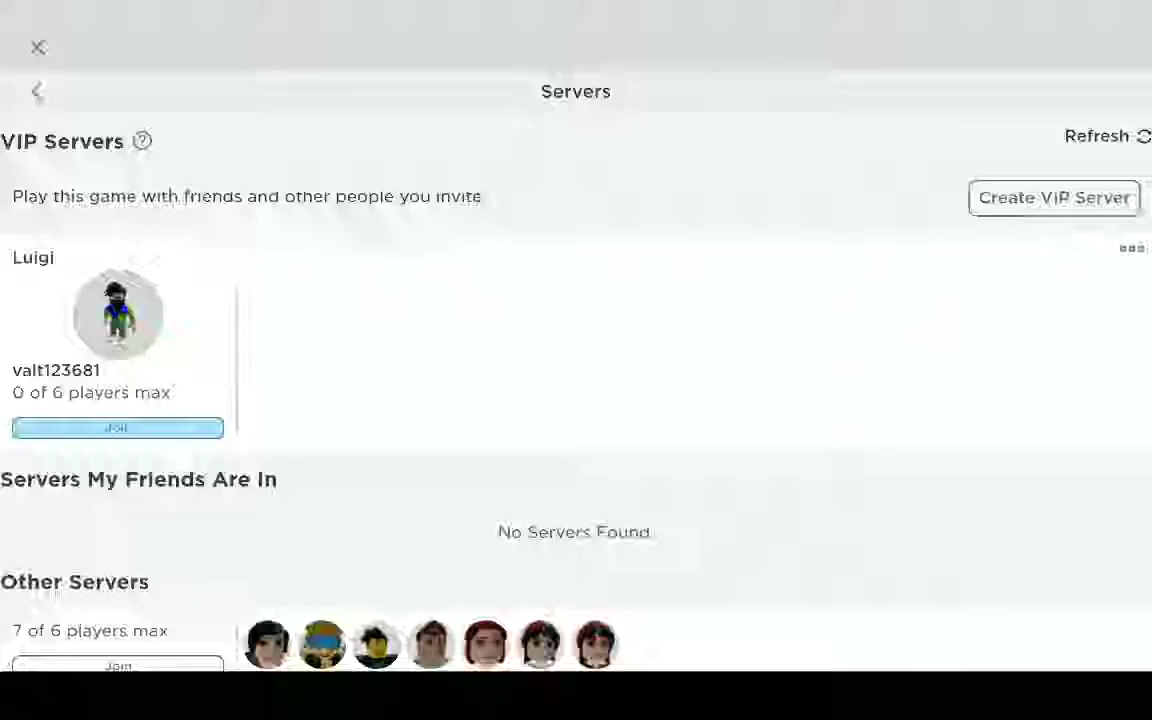 Servers
VIP Servers
Refresh
Play this game with friends and other people you invite
Create VIP Server
Luigi
valt123681
0 of 6 players max
Join
Servers My Friends Are In
No Servers Found.
Other Servers
7 of 6 players max
Join